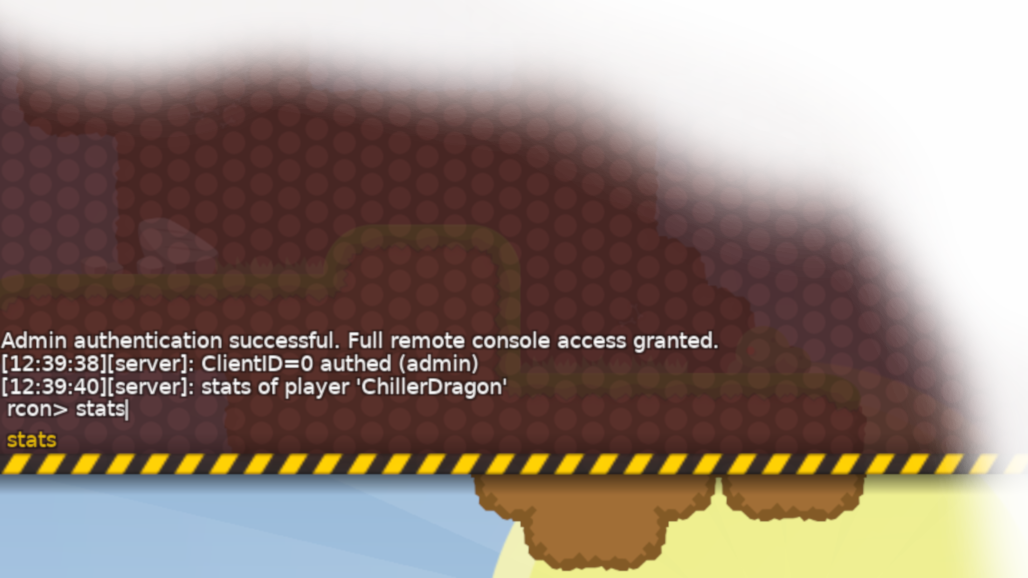 Admin authentication successful. Full remote console access granted.
[12:39:38][server]: ClientID=0 authed (admin)
[12:39:40][server]: stats of player 'ChillerDragon'
rcon> stats
stats